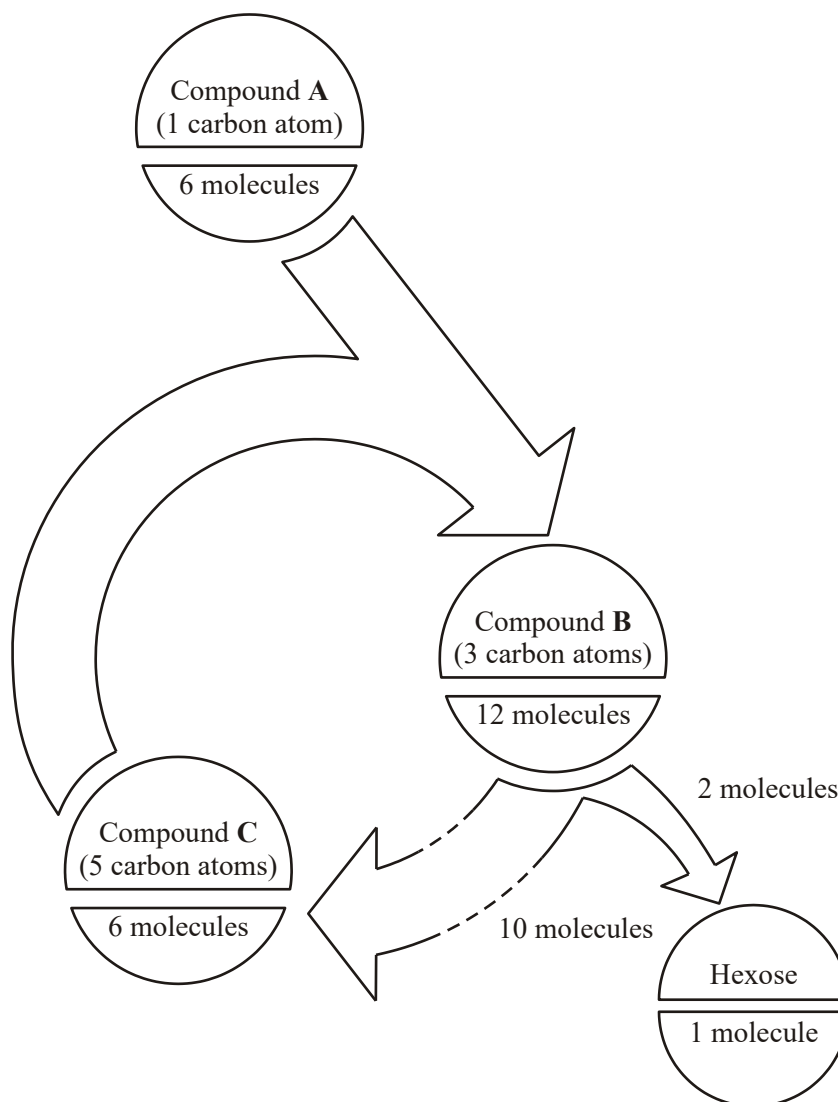 Compound A
(1 carbon atom)
6 molecules
Compound B
(3 carbon atoms)
12 molecules
2 molecules
Compound C
(5 carbon atoms)
6 molecules
10 molecules
Hexose
1 molecule